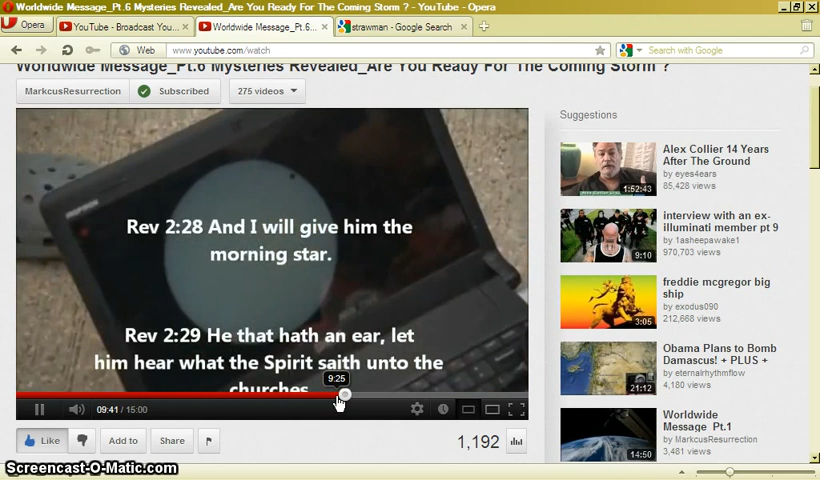 Worldwide Message_Pt.6 Mysteries Revealed_Are You Ready For The Coming Storm ? - YouTube - Opera
Opera
YouTube - Broadcast You...
Worldwide Message_Pt.6...
strawman - Google Search
Web
www.youtube.com/watch
Search with Google
Worldwide Message_Pt.6 Mysteries Revealed_Are You Ready For The Coming Storm ?
MarkcusResurrection
Subscribed
275 videos
Suggestions
Rev 2:28 And I will give him the
morning star.
Rev 2:29 He that hath an ear, let
him hear what the Spirit saith unto the
churches.
9:25
09:41 / 15:00
Like
Add to
Share
1,192
Alex Collier 14 Years
After The Ground
by eyes4ears
85,428 views
1:52:43
interview with an ex-
illuminati member pt 9
by 1asheepawake1
970,703 views
9:10
freddie mcgregor big
ship
by exodus090
212,668 views
3:05
Obama Plans to Bomb
Damascus! + PLUS +
by eternalrhythmflow
4,180 views
21:12
Worldwide
Message_Pt.1
by MarkcusResurrection
3,481 views
14:50
Screencast-O-Matic.com